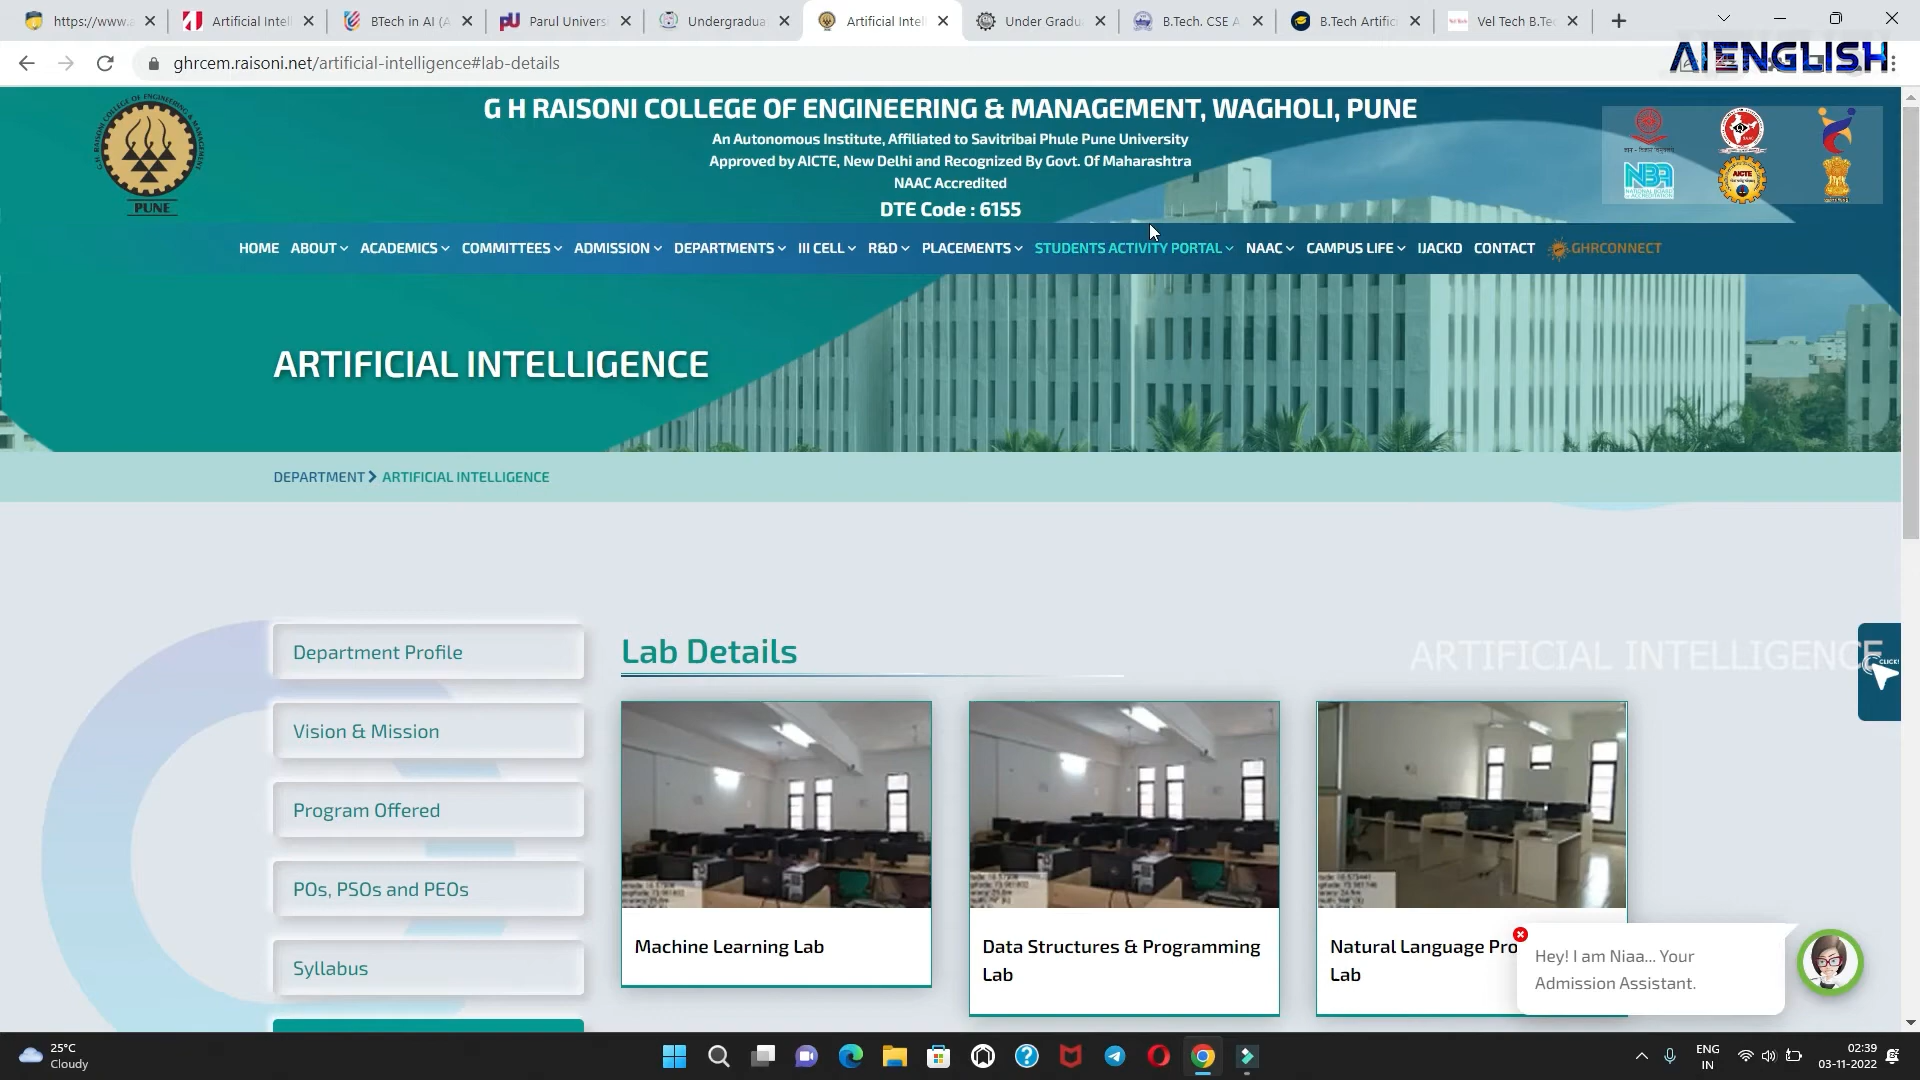 https://www.a
Artificial Intell
BTech in AI (A
Parul Univers
Undergradua
Artificial Intel
Under Gradu
B.Tech. CSE A
B.Tech Artific
Vel Tech B.Te
ghrcem.raisoni.net/artificial-intelligence#lab-details
AIENGLISH
G H RAISONI COLLEGE OF ENGINEERING & MANAGEMENT, WAGHOLI, PUNE
An Autonomous Institute, Affiliated to Savitribai Phule Pune University
Approved by AICTE, New Delhi and Recognized By Govt. Of Maharashtra
NAAC Accredited
DTE Code : 6155
PUNE
NBA
AICTE
HOME ABOUT ACADEMICS COMMITTEES ADMISSION DEPARTMENTS III CELL R&D PLACEMENTS STUDENTS ACTIVITY PORTAL NAAC CAMPUS LIFE IJACKD CONTACT GHRCONNECT
ARTIFICIAL INTELLIGENCE
DEPARTMENT ARTIFICIAL INTELLIGENCE
Department Profile
Vision & Mission
Program Offered
POs, PSOs and PEOs
Syllabus
Lab Details
ARTIFICIAL INTELLIGENCE
CLICK!
Machine Learning Lab
Data Structures & Programming
Lab
Natural Language Pro
Lab
Hey! I am Niaa... Your
Admission Assistant.
25°C
Cloudy
ENG
IN
02:39
03-11-2022